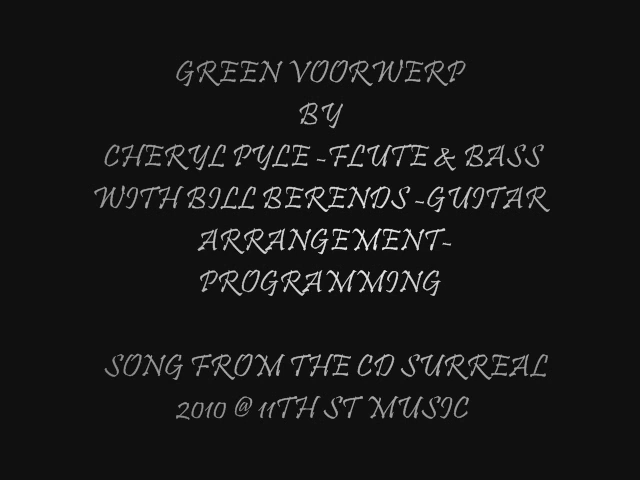 GREEN VOORWERP
BY
CHERYL PYLE -FLUTE & BASS
WITH BILL BERENDS -GUITAR
ARRANGEMENT-
PROGRAMMING
SONG FROM THE CD SURREAL
2010 @ 11TH ST MUSIC